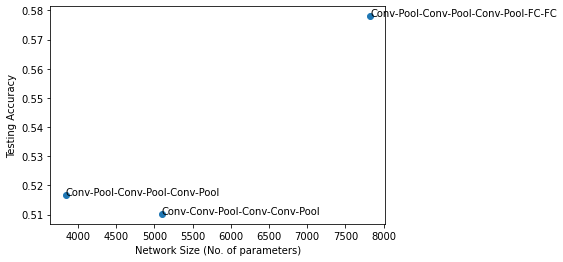 0.58
Conv-Pool-Conv-Pool-Conv-Pool-FC-FC
0.57
0.56
0.55
0.54
0.53
0.52
Conv-Pool-Conv-Pool-Conv-Pool
0.51
Conv-Conv-Pool-Conv-Conv-Pool
Testing Accuracy
4000 4500 5000 5500 6000 6500 7000 7500 8000
Network Size (No. of parameters)